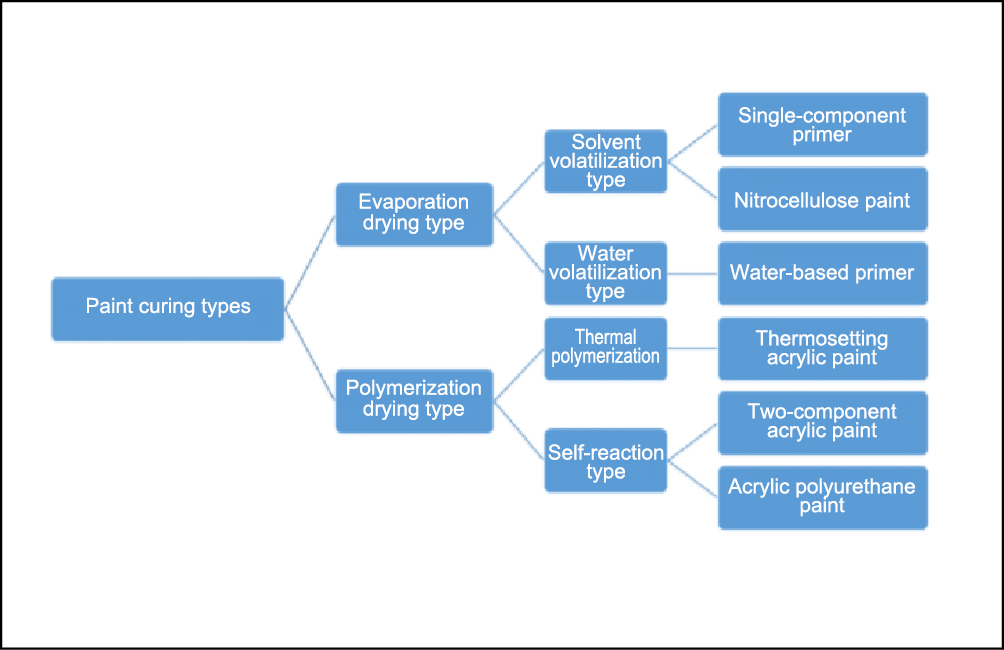 Paint curing types
Evaporation
drying type
Polymerization
drying type
Solvent
volatilization
type
Water
volatilization
type
Thermal
polymerization
Self-reaction
type
Single-component
primer
Nitrocellulose paint
Water-based primer
Thermosetting
acrylic paint
Two-component
acrylic paint
Acrylic polyurethane
paint